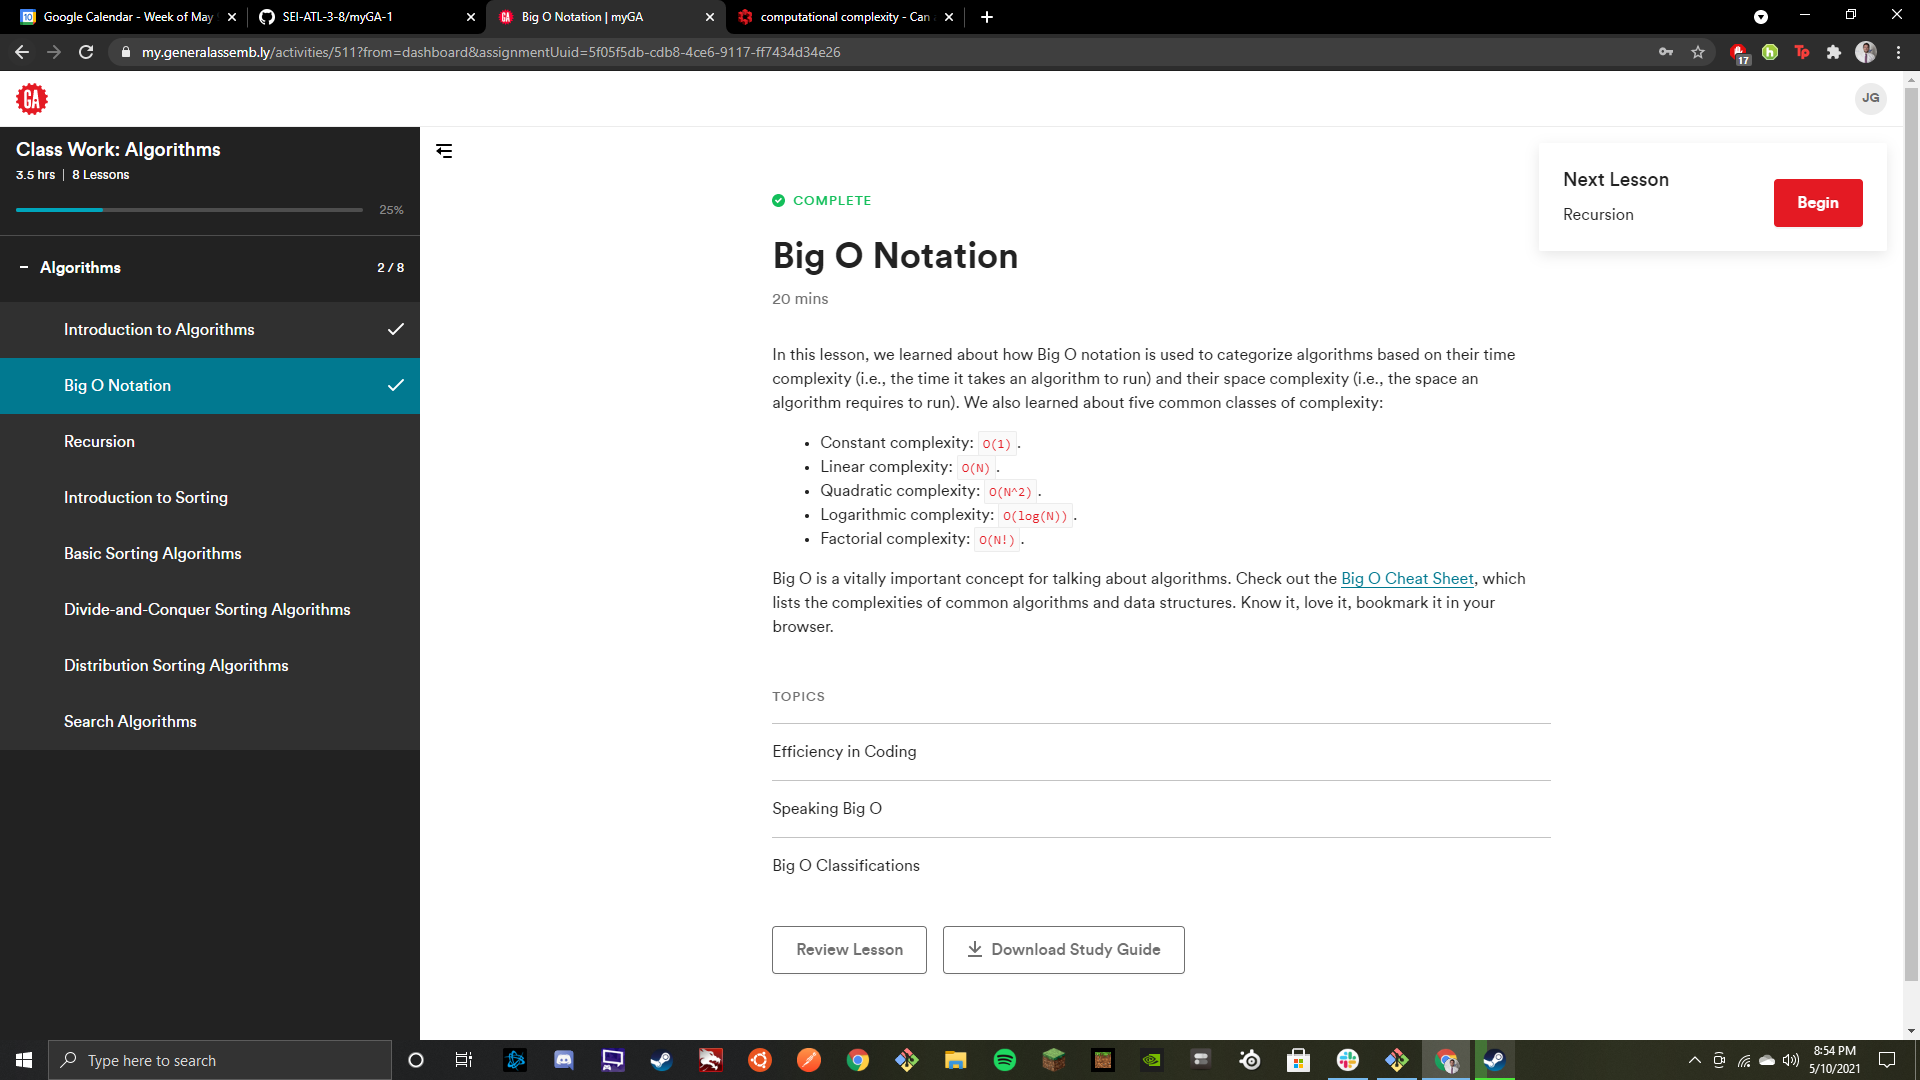 Google Calendar - Week of May
SEI-ATL-3-8/myGA-1
Big O Notation | myGA
computational complexity - Can
my.generalassemb.ly/activities/511?from=dashboard&assignmentUuid=5f05f5db-cdb8-4ce6-9117-ff7434d34e26
17
GA
JG
Class Work: Algorithms
3.5 hrs | 8 Lessons
25%
Algorithms 2 / 8
Introduction to Algorithms
Big O Notation
Recursion
Introduction to Sorting
Basic Sorting Algorithms
Divide-and-Conquer Sorting Algorithms
Distribution Sorting Algorithms
Search Algorithms
COMPLETE
Big O Notation
20 mins
In this lesson, we learned about how Big O notation is used to categorize algorithms based on their time
complexity (i.e., the time it takes an algorithm to run) and their space complexity (i.e., the space an
algorithm requires to run). We also learned about five common classes of complexity:
• Constant complexity: O(1).
• Linear complexity: O(N).
• Quadratic complexity: O(N^2).
• Logarithmic complexity: O(log(N)).
• Factorial complexity: O(N!).
Big O is a vitally important concept for talking about algorithms. Check out the Big O Cheat Sheet, which
lists the complexities of common algorithms and data structures. Know it, love it, bookmark it in your
browser.
TOPICS
Efficiency in Coding
Speaking Big O
Big O Classifications
Review Lesson
Download Study Guide
Next Lesson
Recursion
Begin
Type here to search
8:54 PM
5/10/2021